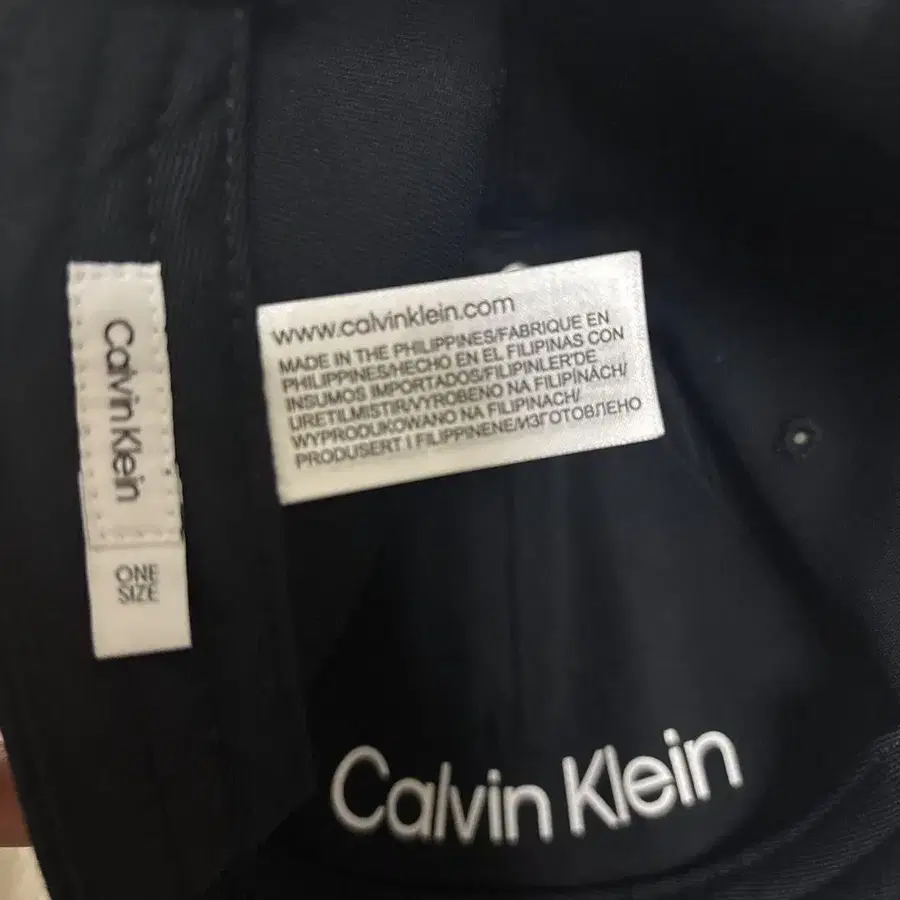 Calvin Klein
ONE
SIZE
www.calvinklein.com
MADE IN THE PHILIPPINES/FABRIQUE EN
PHILIPPINES/HECHO EN EL FILIPINAS CON
INSUMOS IMPORTADOS/FILIPINLER'DE
URETILMISTIR/VYROBENO NA FILIPÍNÁCH/
WYPRODUKOWANO NA FILIPINACH/
PRODUSERT I FILIPPINENE/ИЗГОТОВЛЕНО
Calvin Klein